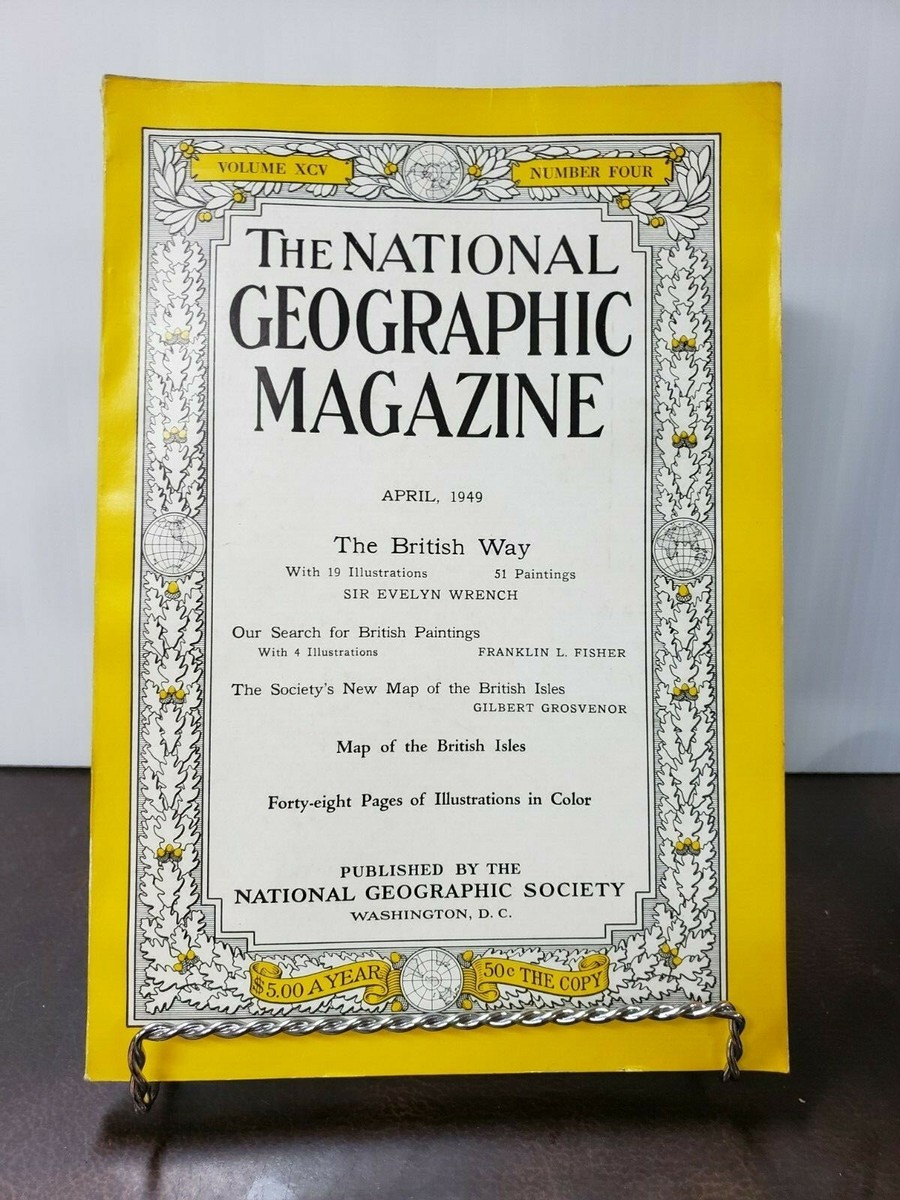 VOLUME XCV
NUMBER FOUR
THE NATIONAL
GEOGRAPHIC
MAGAZINE
APRIL, 1949
The British Way
With 19 Illustrations 51 Paintings
SIR EVELYN WRENCH
Our Search for British Paintings
With 4 Illustrations FRANKLIN L. FISHER
The Society's New Map of the British Isles
GILBERT GROSVENOR
Map of the British Isles
Forty-eight Pages of Illustrations in Color
PUBLISHED BY THE
NATIONAL GEOGRAPHIC SOCIETY
WASHINGTON, D. C.
$5.00 A YEAR
50c THE COPY